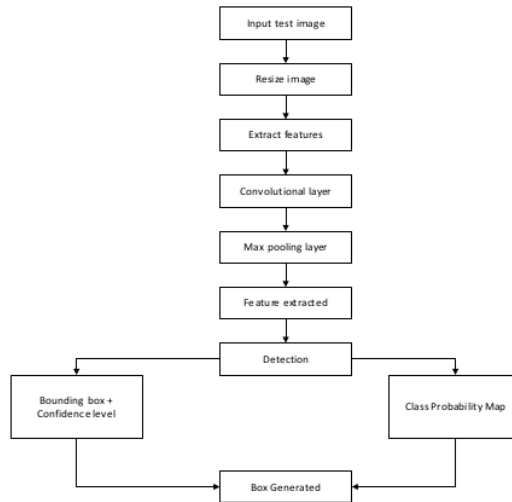 Input test image
Resize image
Extract features
Convolutional layer
Max pooling layer
Feature extracted
Detection
Bounding box +
Confidence level
Class Probability Map
Box Generated